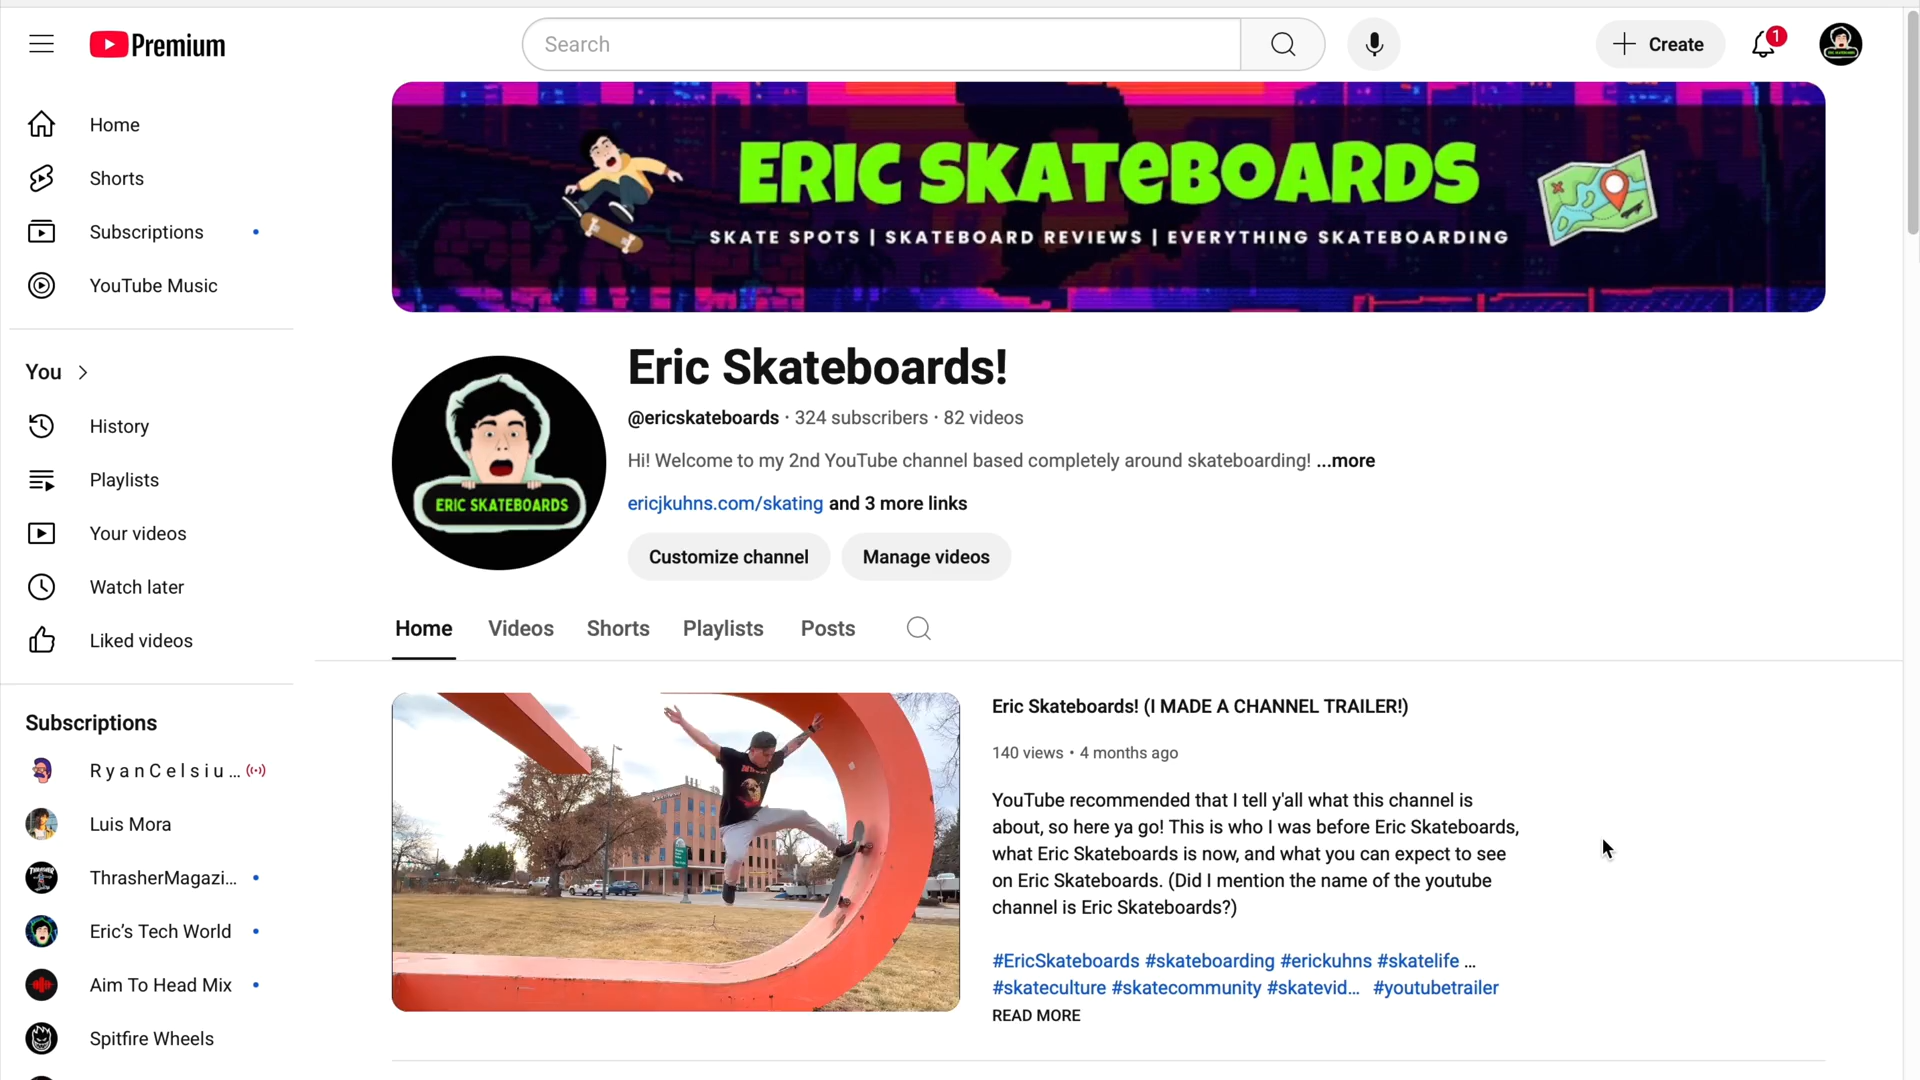 Premium
Search
Create
1
Home
Shorts
Subscriptions
YouTube Music
You
History
Playlists
Your videos
Watch later
Liked videos
Subscriptions
R y a n C e l s i u ...
Luis Mora
ThrasherMagazi...
Eric's Tech World
Aim To Head Mix
Spitfire Wheels
ERIC SKATEBOARDS
SKATE SPOTS | SKATEBOARD REVIEWS | EVERYTHING SKATEBOARDING
ERIC SKATEBOARDS
Eric Skateboards!
@ericskateboards · 324 subscribers · 82 videos
Hi! Welcome to my 2nd YouTube channel based completely around skateboarding! ...more
ericjkuhns.com/skating and 3 more links
Customize channel
Manage videos
Home Videos Shorts Playlists Posts
Eric Skateboards! (I MADE A CHANNEL TRAILER!)
140 views • 4 months ago
YouTube recommended that I tell y'all what this channel is
about, so here ya go! This is who I was before Eric Skateboards,
what Eric Skateboards is now, and what you can expect to see
on Eric Skateboards. (Did I mention the name of the youtube
channel is Eric Skateboards?)
#EricSkateboards #skateboarding #erickuhns #skatelife ...
#skateculture #skatecommunity #skatevid... #youtubetrailer
READ MORE